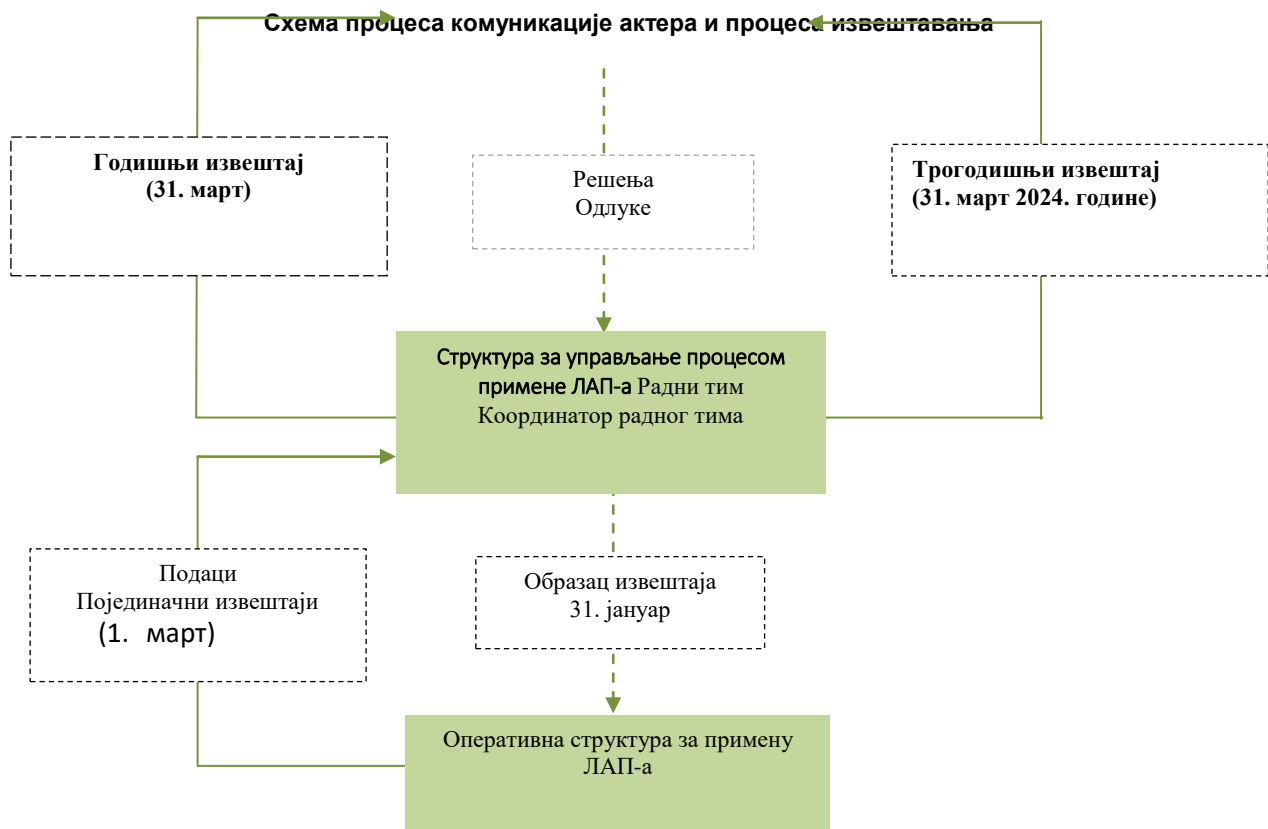 Схема процеса комуникације актера и процеса извештавања
Годишњи извештај
(31. март)
Решења
Одлуке
Трогодишњи извештај
(31. март 2024. године)
Структура за управљање процесом
примене ЛАП-а Радни тим
Координатор радног тима
Подаци
Појединачни извештаји
(1. март)
Образац извештаја
31. јануар
Оперативна структура за примену
ЛАП-а